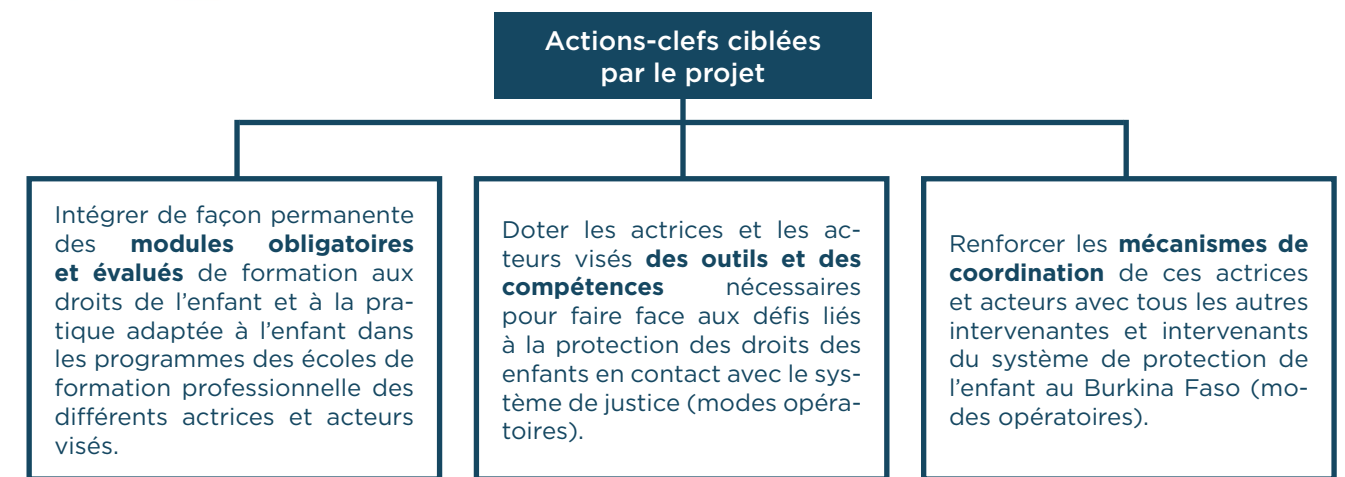 Actions-clefs ciblées
par le projet
Intégrer de façon permanente
des modules obligatoires
et évalués de formation aux
droits de l'enfant et à la pra-
tique adaptée à l'enfant dans
les programmes des écoles de
formation professionnelle des
différents actrices et acteurs
visés.
Doter les actrices et les ac-
teurs visés des outils et des
compétences nécessaires
pour faire face aux défis liés
à la protection des droits des
enfants en contact avec le sys-
tème de justice (modes opéra-
toires).
Renforcer les mécanismes de
coordination de ces actrices
et acteurs avec tous les autres
intervenantes et intervenants
du système de protection de
l'enfant au Burkina Faso (mo-
des opératoires).